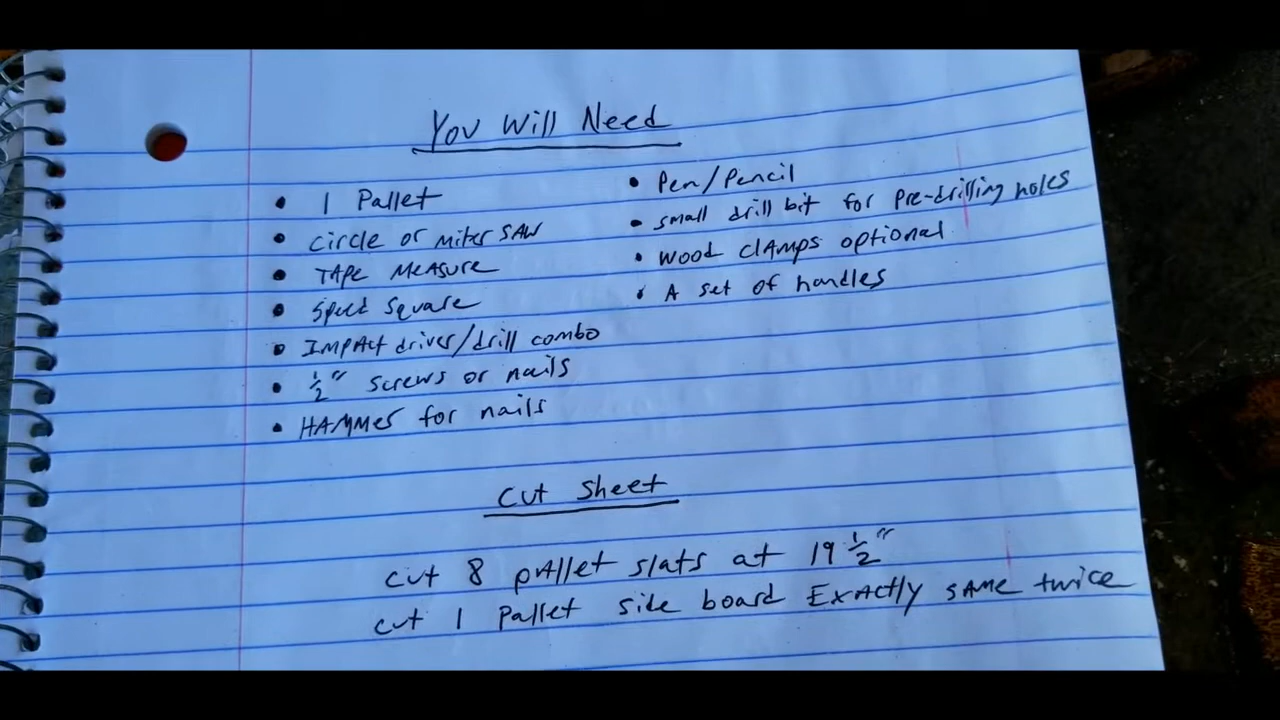 You Will Need
• 1 Pallet
• circle or miter SAW
• TAPE MEASure
• Speed Square
• IMPAct driver/drill combo
• 1/2" screws or nails
• HAMMer for nails
• Pen/Pencil
• small drill bit for Pre-drilling holes
• wood clAmps optional
• A set of handles
Cut Sheet
cut 8 pAllet slats at 19 1/2"
cut 1 Pallet side board ExActly sAMe twice